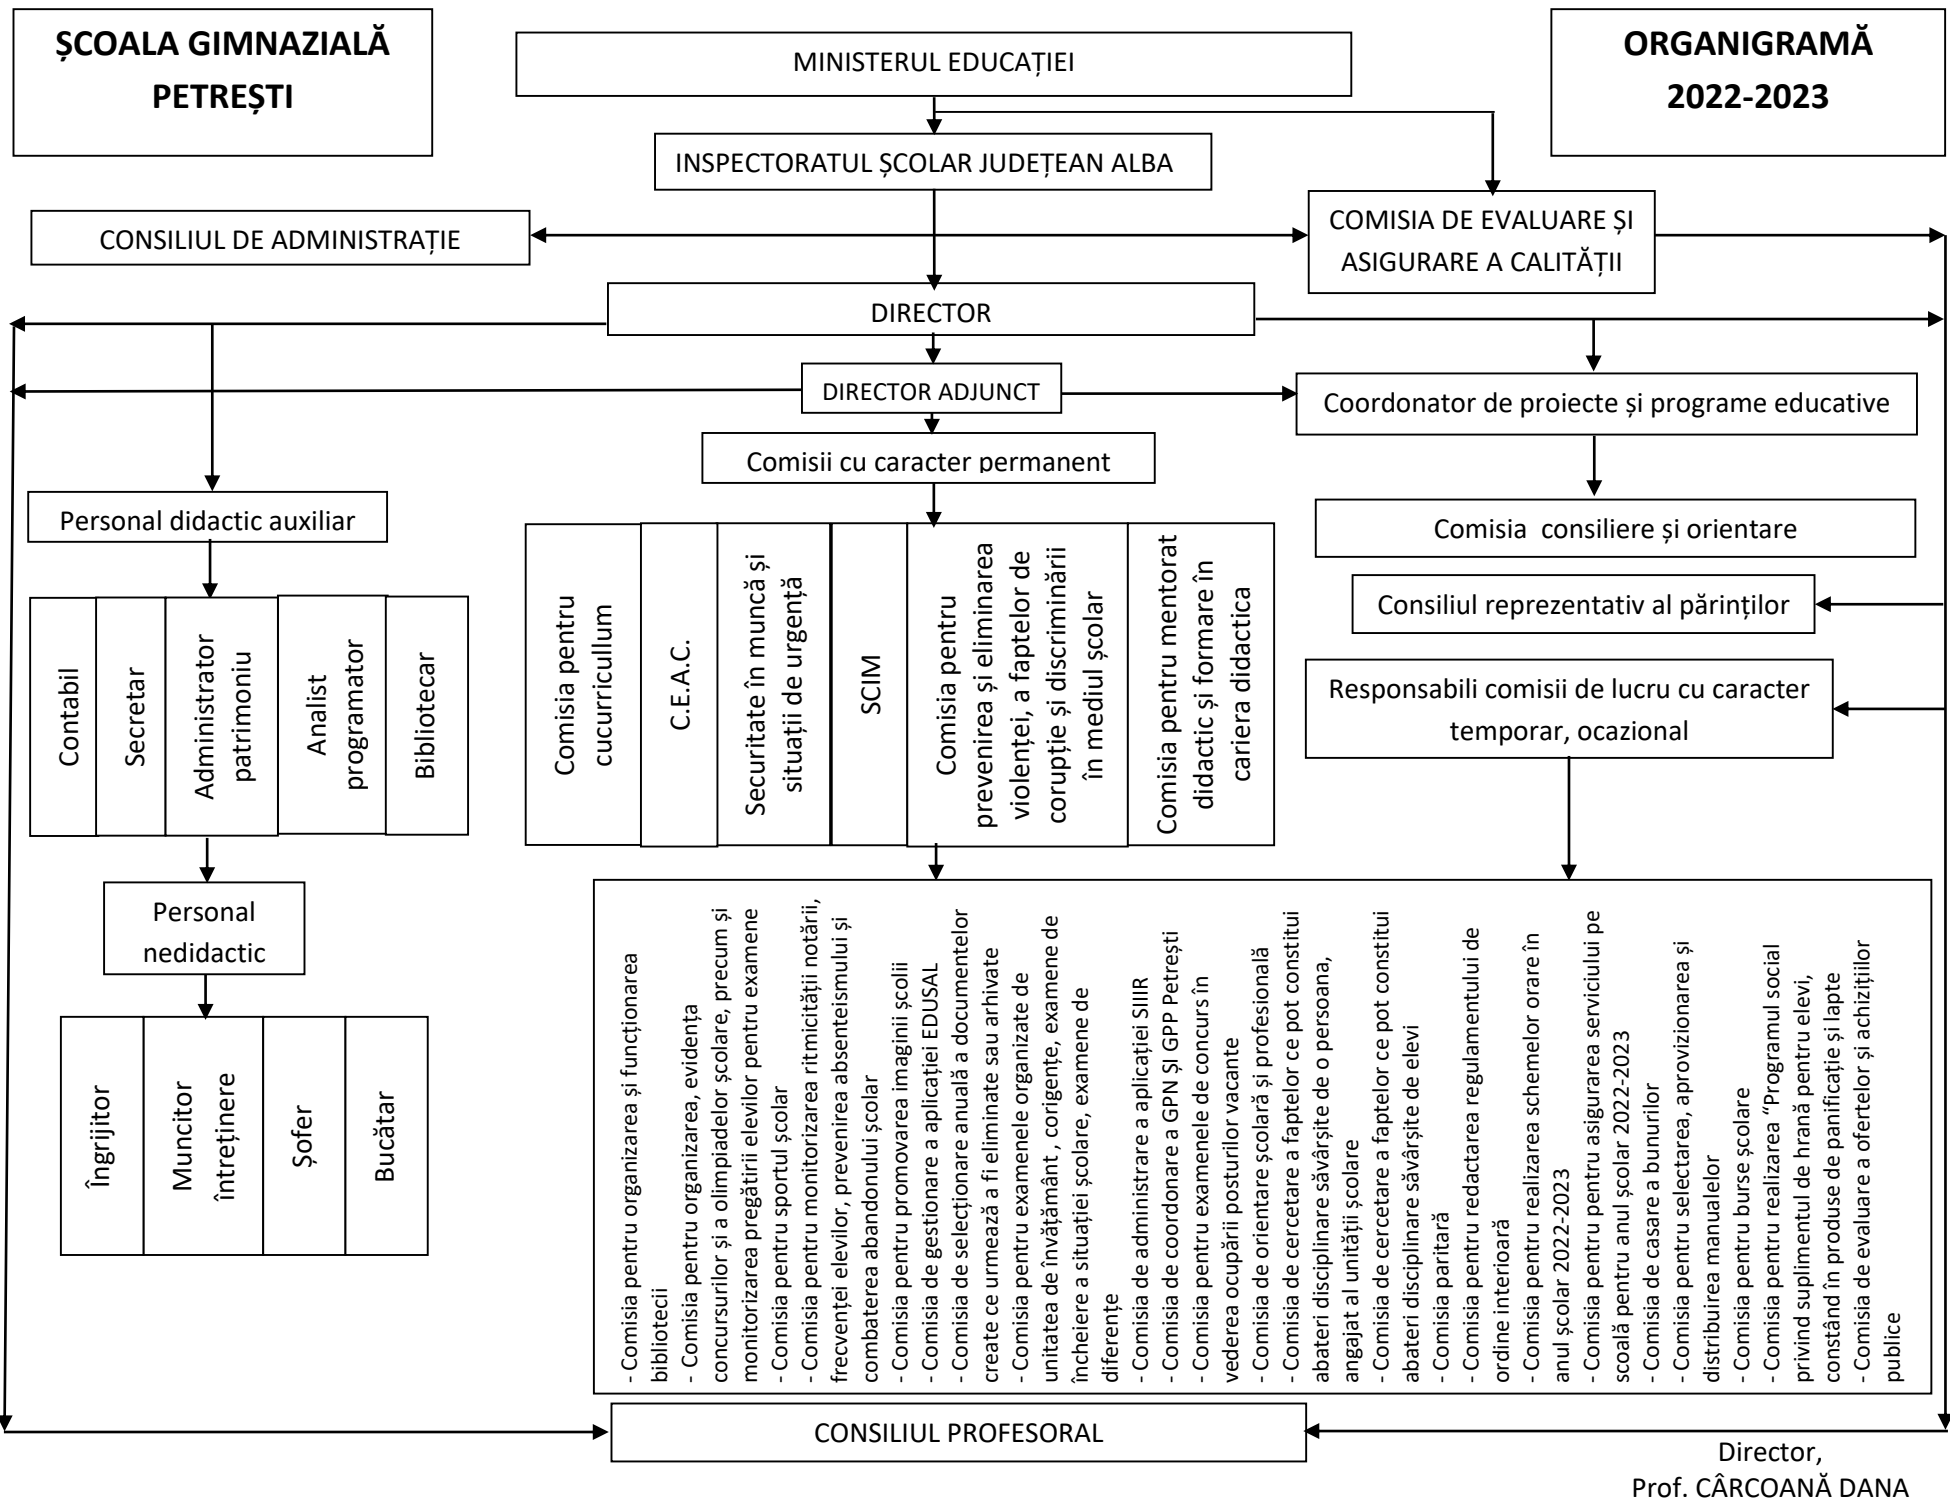 ȘCOALA GIMNAZIALĂ
PETREȘTI
MINISTERUL EDUCAȚIEI
ORGANIGRAMĂ
2022-2023
INSPECTORATUL ȘCOLAR JUDEȚEAN ALBA
CONSILIUL DE ADMINISTRAȚIE
COMISIA DE EVALUARE ȘI
ASIGURARE A CALITĂȚII
DIRECTOR
DIRECTOR ADJUNCT
Coordonator de proiecte și programe educative
Comisii cu caracter permanent
Personal didactic auxiliar
Comisia consiliere și orientare
Consiliul reprezentativ al părinților
Responsabili comisii de lucru cu caracter
temporar, ocazional
Contabil
Secretar
Administrator
patrimoniu
Analist
programator
Bibliotecar
Comisia pentru
cucurricullum
C.E.A.C.
Securitate în muncă și
situații de urgență
SCIM
Comisia pentru
prevenirea și eliminarea
violenței, a faptelor de
corupție și discriminării
în mediul școlar
Comisia pentru mentorat
didactic și formare în
cariera didactica
Personal
nedidactic
Îngrijitor
Muncitor
întreținere
Șofer
Bucătar
- Comisia pentru organizarea și funcționarea
bibliotecii
- Comisia pentru organizarea, evidența
concursurilor și a olimpiadelor școlare, precum și
monitorizarea pregătirii elevilor pentru examene
- Comisia pentru sportul școlar
- Comisia pentru monitorizarea ritmicității notării,
frecvenței elevilor, prevenirea absenteismului și
combaterea abandonului școlar
- Comisia pentru promovarea imaginii școlii
- Comisia de gestionare a aplicației EDUSAL
- Comisia de selecționare anuală a documentelor
create ce urmează a fi eliminate sau arhivate
- Comisia pentru examenele organizate de
unitatea de învățământ , corigențe, examene de
încheiere a situației școlare, examene de
diferențe
- Comisia de administrare a aplicației SIIIR
- Comisia de coordonare a GPN ȘI GPP Petrești
- Comisia pentru examenele de concurs în
vederea ocupării posturilor vacante
- Comisia de orientare școlară și profesională
- Comisia de cercetare a faptelor ce pot constitui
abateri disciplinare săvârșite de o persoana,
angajat al unității școlare
- Comisia de cercetare a faptelor ce pot constitui
abateri disciplinare săvârșite de elevi
- Comisia paritară
- Comisia pentru redactarea regulamentului de
ordine interioară
- Comisia pentru realizarea schemelor orare în
anul școlar 2022-2023
- Comisia pentru pentru asigurarea serviciului pe
școală pentru anul școlar 2022-2023
- Comisia de casare a bunurilor
- Comisia pentru selectarea, aprovizionarea și
distribuirea manualelor
- Comisia pentru burse școlare
- Comisia pentru realizarea “Programul social
privind suplimentul de hrană pentru elevi,
constând în produse de panificație și lapte
- Comisia de evaluare a ofertelor și achizițiilor
publice
CONSILIUL PROFESORAL
Director,
Prof. CÂRCOANĂ DANA